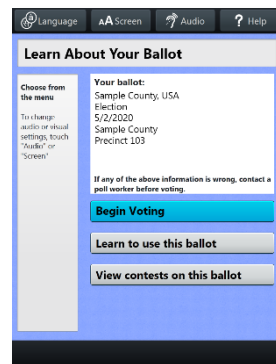 Language
AA Screen
Audio
? Help
Learn About Your Ballot
Choose from
the menu
To change
audio or visual
settings, touch
"Audio" or
"Screen"
Your ballot:
Sample County, USA
Election
5/2/2020
Sample County
Precinct 103
If any of the above information is wrong, contact a
poll worker before voting.
Begin Voting
Learn to use this ballot
View contests on this ballot